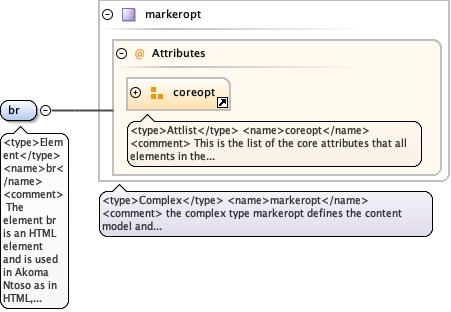 markeropt
@ Attributes
coreopt
<type>Attlist</type> <name>coreopt</name>
<comment> This is the list of the core attributes that all
elements in the...
br
<type>Elem
ent</type>
<name>br<
/name>
<comment>
The
element br
is an HTML
element
and is used
in Akoma
Ntoso as in
HTML,...
<type>Complex</type> <name>markeropt</name>
<comment> the complex type markeropt defines the content
model and...